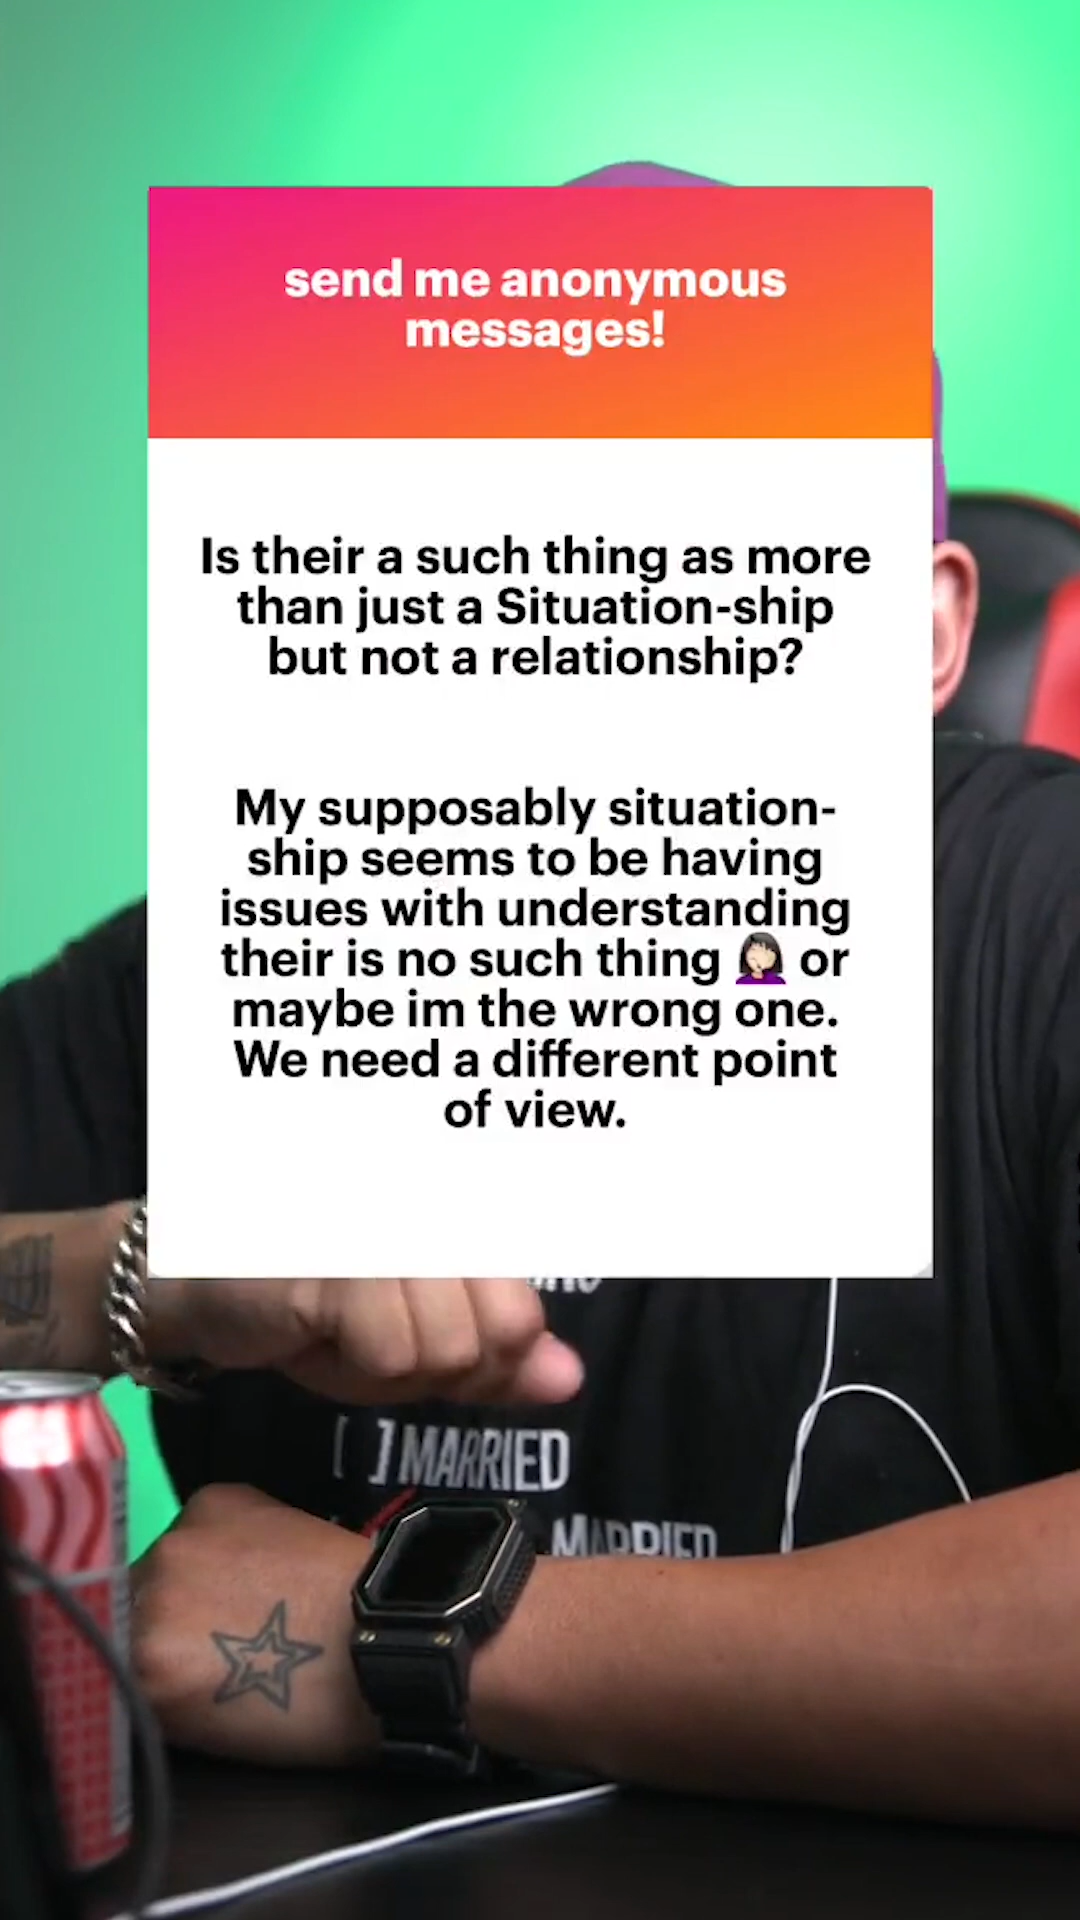 send me anonymous
messages!
Is their a such thing as more
than just a Situation-ship
but not a relationship?
My supposably situation-
ship seems to be having
issues with understanding
their is no such thing 🤦🏻‍♀️ or
maybe im the wrong one.
We need a different point
of view.
[ ] MARRIED
MARRIED